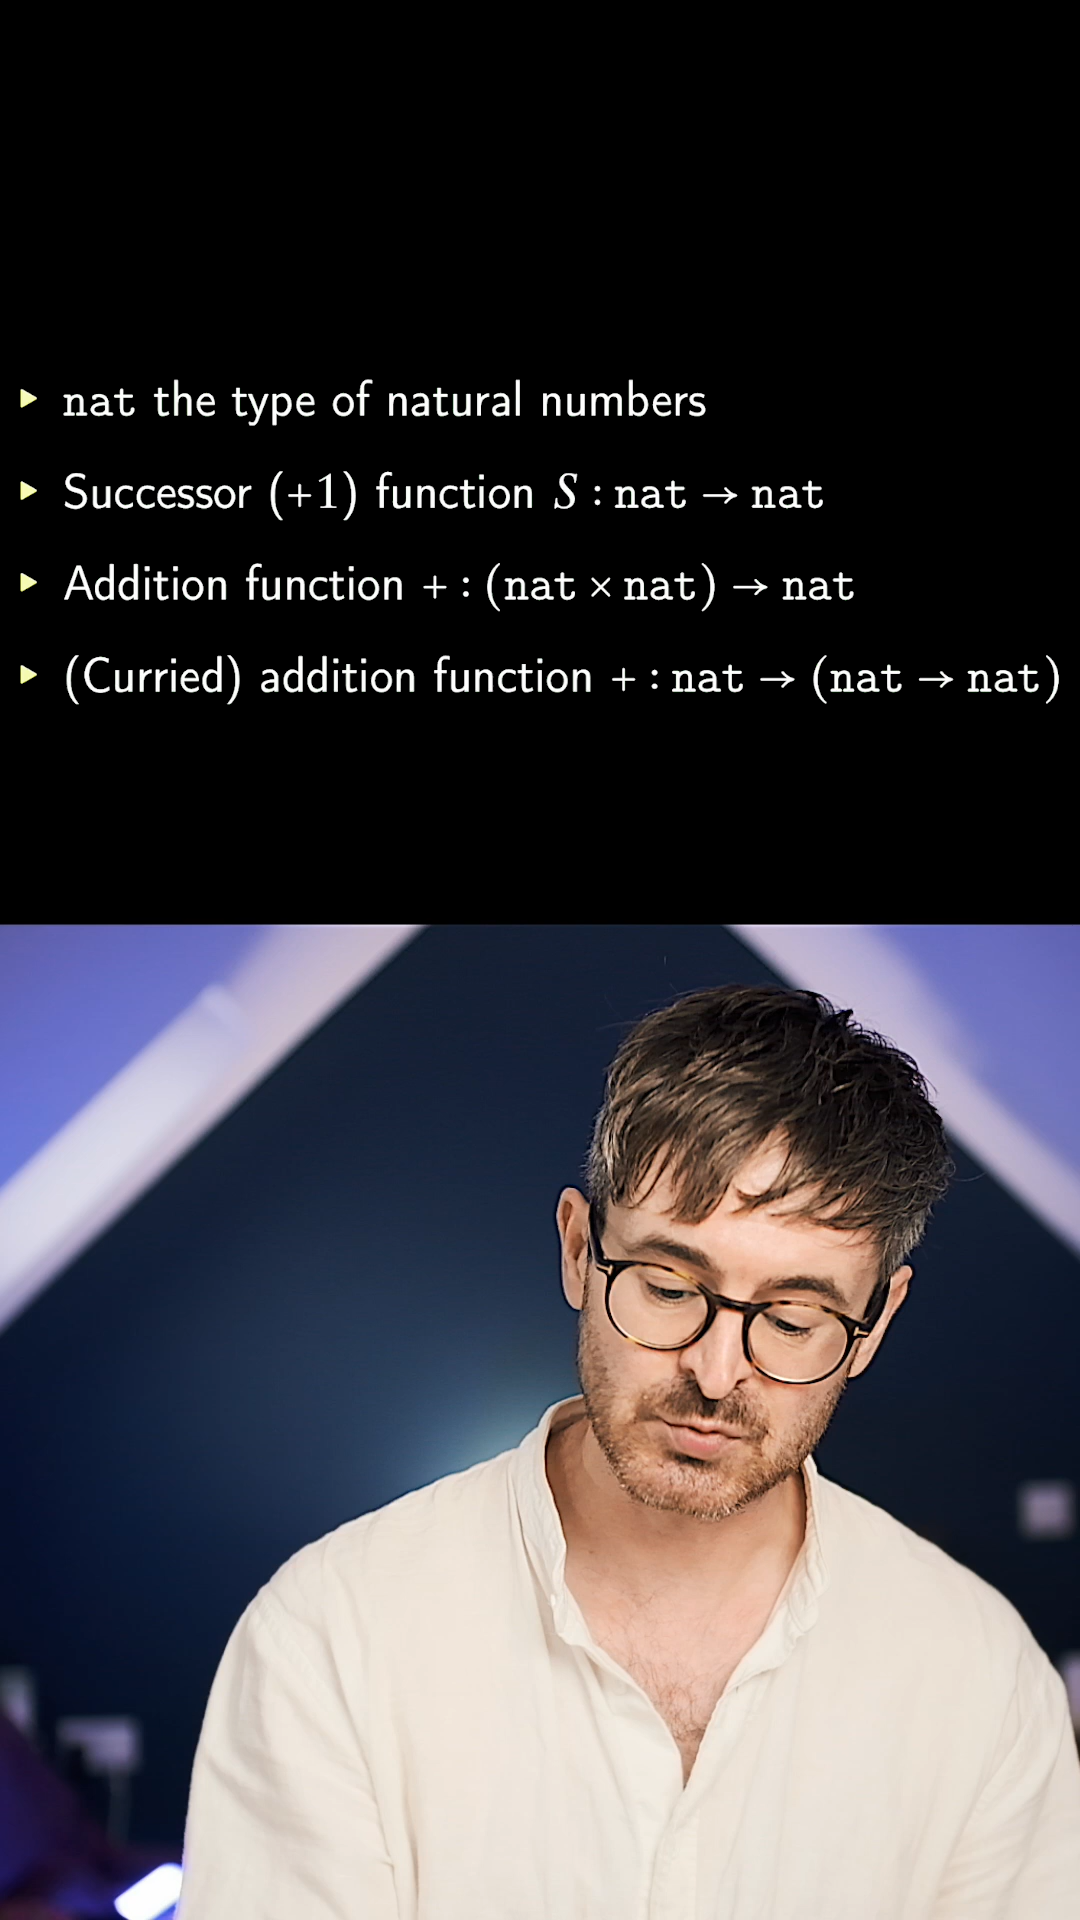 ▸ nat the type of natural numbers
▸ Successor (+1) function S : nat → nat
▸ Addition function + : (nat × nat) → nat
▸ (Curried) addition function + : nat → (nat → nat)